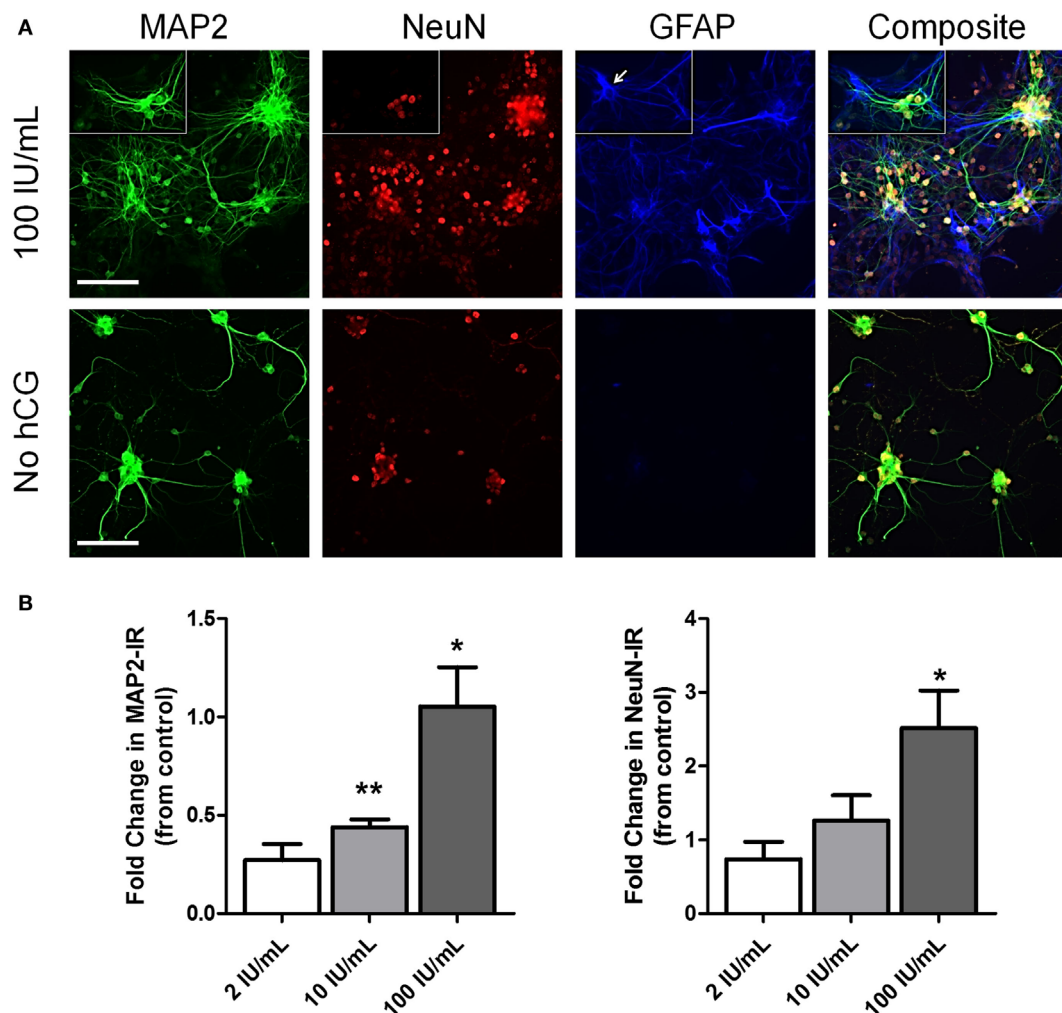 A
MAP2 NeuN GFAP Composite
100 IU/mL
No hCG
B
Fold Change in MAP2-IR
(from control)
1.5
1.0
0.5
0.0
**
*
2 IU/mL
10 IU/mL
100 IU/mL
Fold Change in NeuN-IR
(from control)
4
3
2
1
0
*
2 IU/mL
10 IU/mL
100 IU/mL